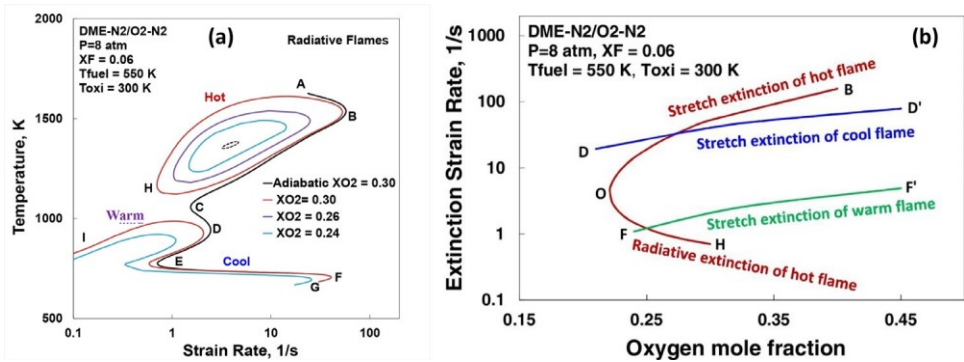 DME-N2/O2-N2
P=8 atm
XF = 0.06
Tfuel = 550 K
Toxi = 300 K
(a)
Radiative Flames
Hot
A
B
H
C
D
Adiabatic XO2 = 0.30
XO2= 0.30
XO2 = 0.26
XO2 = 0.24
Warm
I
E
Cool
F
G
2000
1500
1000
500
Temperature, K
0.1
1
10
100
Strain Rate, 1/s
DME-N2/O2-N2
P=8 atm, XF = 0.06
Tfuel = 550 K, Toxi = 300 K
(b)
Stretch extinction of hot flame
B
D'
D
Stretch extinction of cool flame
O
F'
Stretch extinction of warm flame
F
H
Radiative extinction of hot flame
1000
100
10
1
0.1
Extinction Strain Rate, 1/s
0.15
0.25
0.35
0.45
Oxygen mole fraction